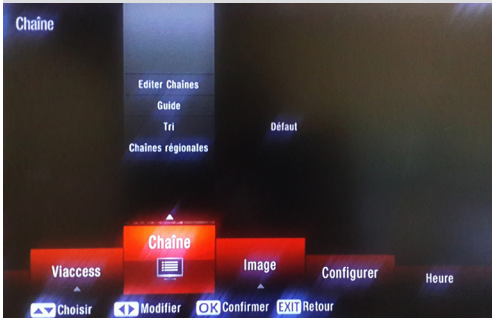 Chaîne
Editer Chaînes
Guide
Tri Défaut
Chaînes régionales
Chaîne
Viaccess
Image
Configurer
Heure
Choisir Modifier OK Confirmer EXIT Retour